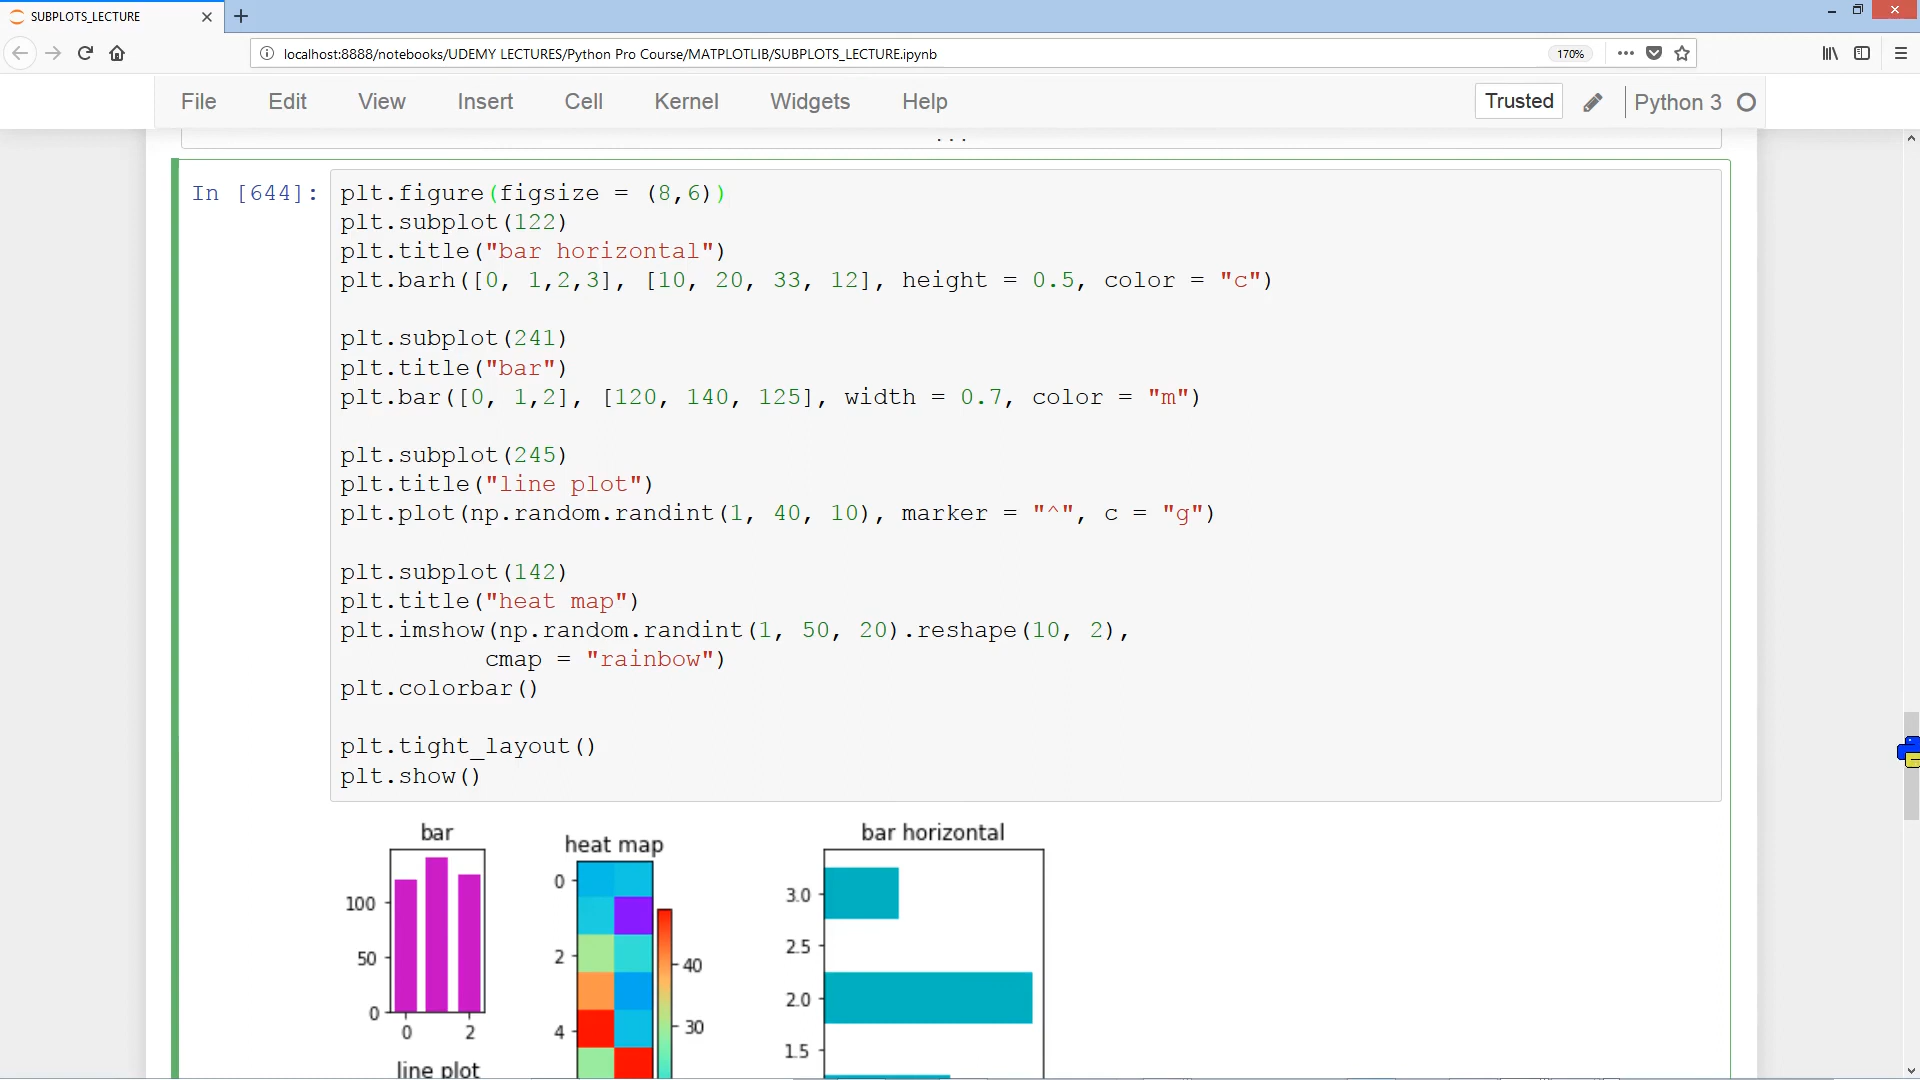 SUBPLOTS_LECTURE
localhost:8888/notebooks/UDEMY LECTURES/Python Pro Course/MATPLOTLIB/SUBPLOTS_LECTURE.ipynb
170%
File Edit View Insert Cell Kernel Widgets Help
Trusted
Python 3
...
In [644]:
plt.figure(figsize = (8,6))
plt.subplot(122)
plt.title("bar horizontal")
plt.barh([0, 1,2,3], [10, 20, 33, 12], height = 0.5, color = "c")
plt.subplot(241)
plt.title("bar")
plt.bar([0, 1,2], [120, 140, 125], width = 0.7, color = "m")
plt.subplot(245)
plt.title("line plot")
plt.plot(np.random.randint(1, 40, 10), marker = "^", c = "g")
plt.subplot(142)
plt.title("heat map")
plt.imshow(np.random.randint(1, 50, 20).reshape(10, 2),
cmap = "rainbow")
plt.colorbar()
plt.tight_layout()
plt.show()
bar
100
50
0
0 2
line plot
heat map
0
2
4
40
30
bar horizontal
3.0
2.5
2.0
1.5